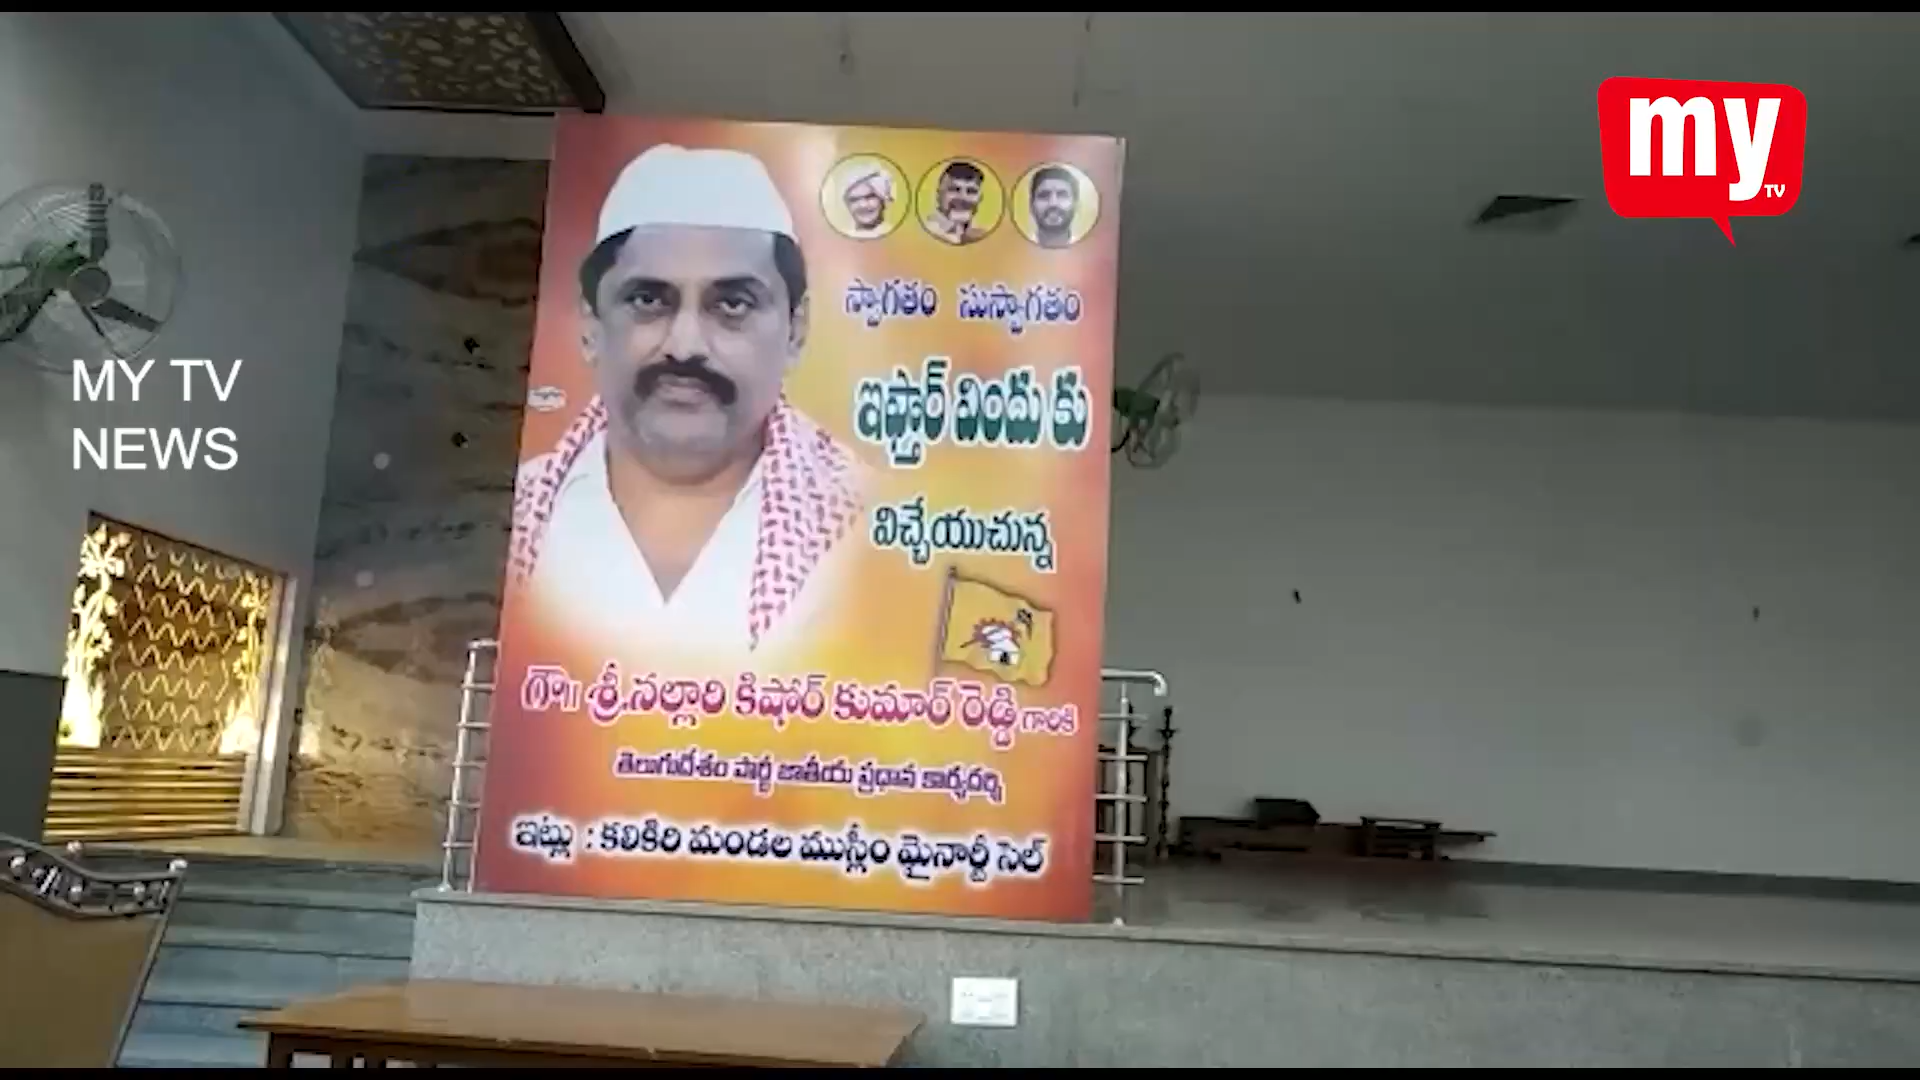 my
TV
MY TV
NEWS
స్వాగతం సుస్వాగతం
ఇఫ్తార్ విందు కు
విచ్చేయుచున్న
గౌ॥ శ్రీ.నల్లారి కిషోర్ కుమార్ రెడ్డి గారికి
తెలుగుదేశం పార్టీ జాతీయ ప్రధాన కార్యదర్శి
ఇట్లు : కలికిరి మండల ముస్లీం మైనార్టీ సెల్